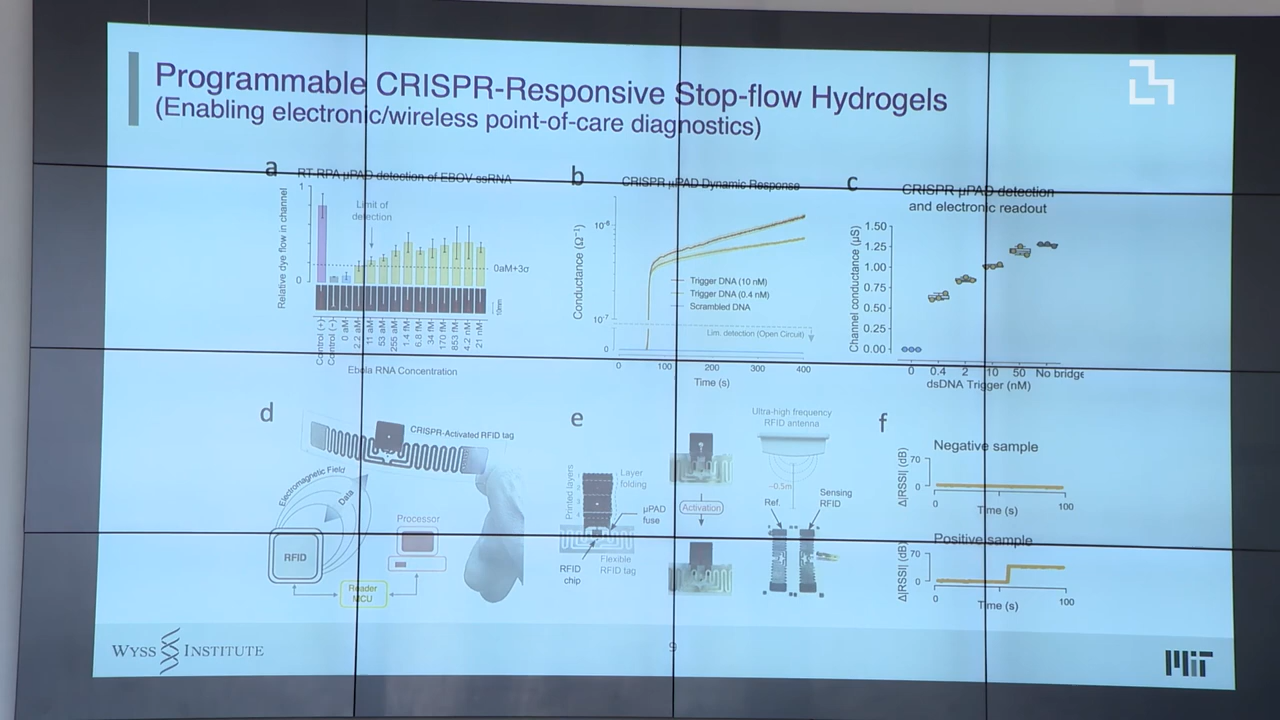 Programmable CRISPR-Responsive Stop-flow Hydrogels
(Enabling electronic/wireless point-of-care diagnostics)
a
RT-RPA µPAD detection of EBOV ssRNA
Relative dye flow in channel
1
0
Limit of
detection
0aM+3σ
10mm
Control (+)
Control (-)
0 aM
2.2 aM
11 aM
53 aM
255 aM
1.4 fM
6.8 fM
34 fM
170 fM
853 fM
4.2 nM
21 nM
Ebola RNA Concentration
b
CRISPR µPAD Dynamic Response
Conductance (Ω⁻¹)
10⁻⁶
10⁻⁷
0
Trigger DNA (10 nM)
Trigger DNA (0.4 nM)
Scrambled DNA
Lim. detection (Open Circuit)
0 100 200 300 400
Time (s)
c
CRISPR µPAD detection
and electronic readout
Channel conductance (µS)
1.50
1.25
1.00
0.75
0.50
0.25
0.00
0 0.4 2 10 50 No bridge
dsDNA Trigger (nM)
d
CRISPR-Activated RFID tag
Electromagnetic Field
Data
RFID
Processor
Reader
MCU
e
Printed layers
Layer
folding
µPAD
fuse
Flexible
RFID tag
RFID
chip
Activation
Ultra-high frequency
RFID antenna
~0.5m
Ref.
Sensing
RFID
f
Negative sample
Δ|RSSI| (dB)
70
0
0 100
Time (s)
Positive sample
Δ|RSSI| (dB)
70
0
0 100
Time (s)
WYSS INSTITUTE
9
MIT